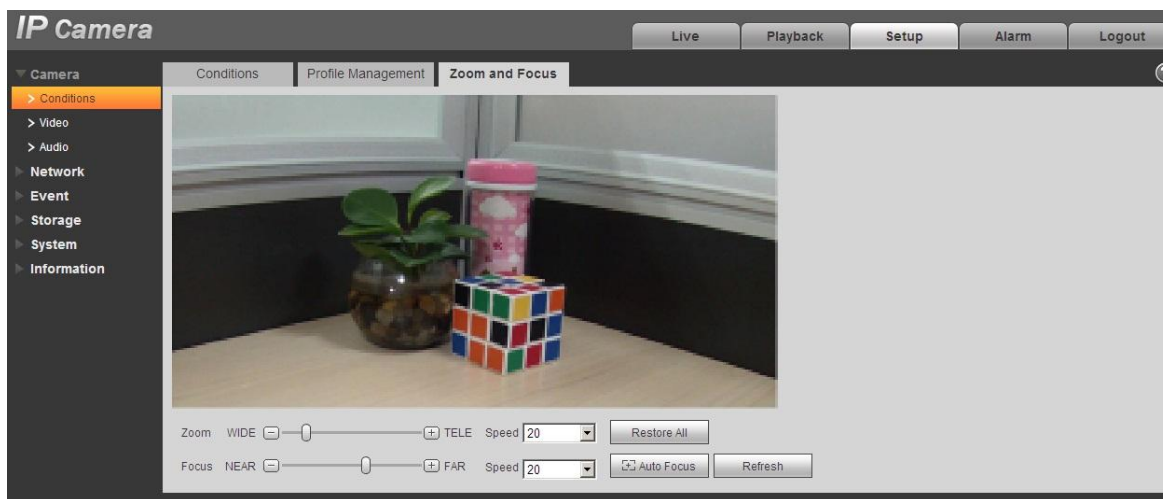 IP Camera
Live Playback Setup Alarm Logout
Camera
Conditions Profile Management Zoom and Focus
> Conditions
> Video
> Audio
Network
Event
Storage
System
Information
Zoom WIDE - + TELE Speed 20 Restore All
Focus NEAR - + FAR Speed 20 Auto Focus Refresh